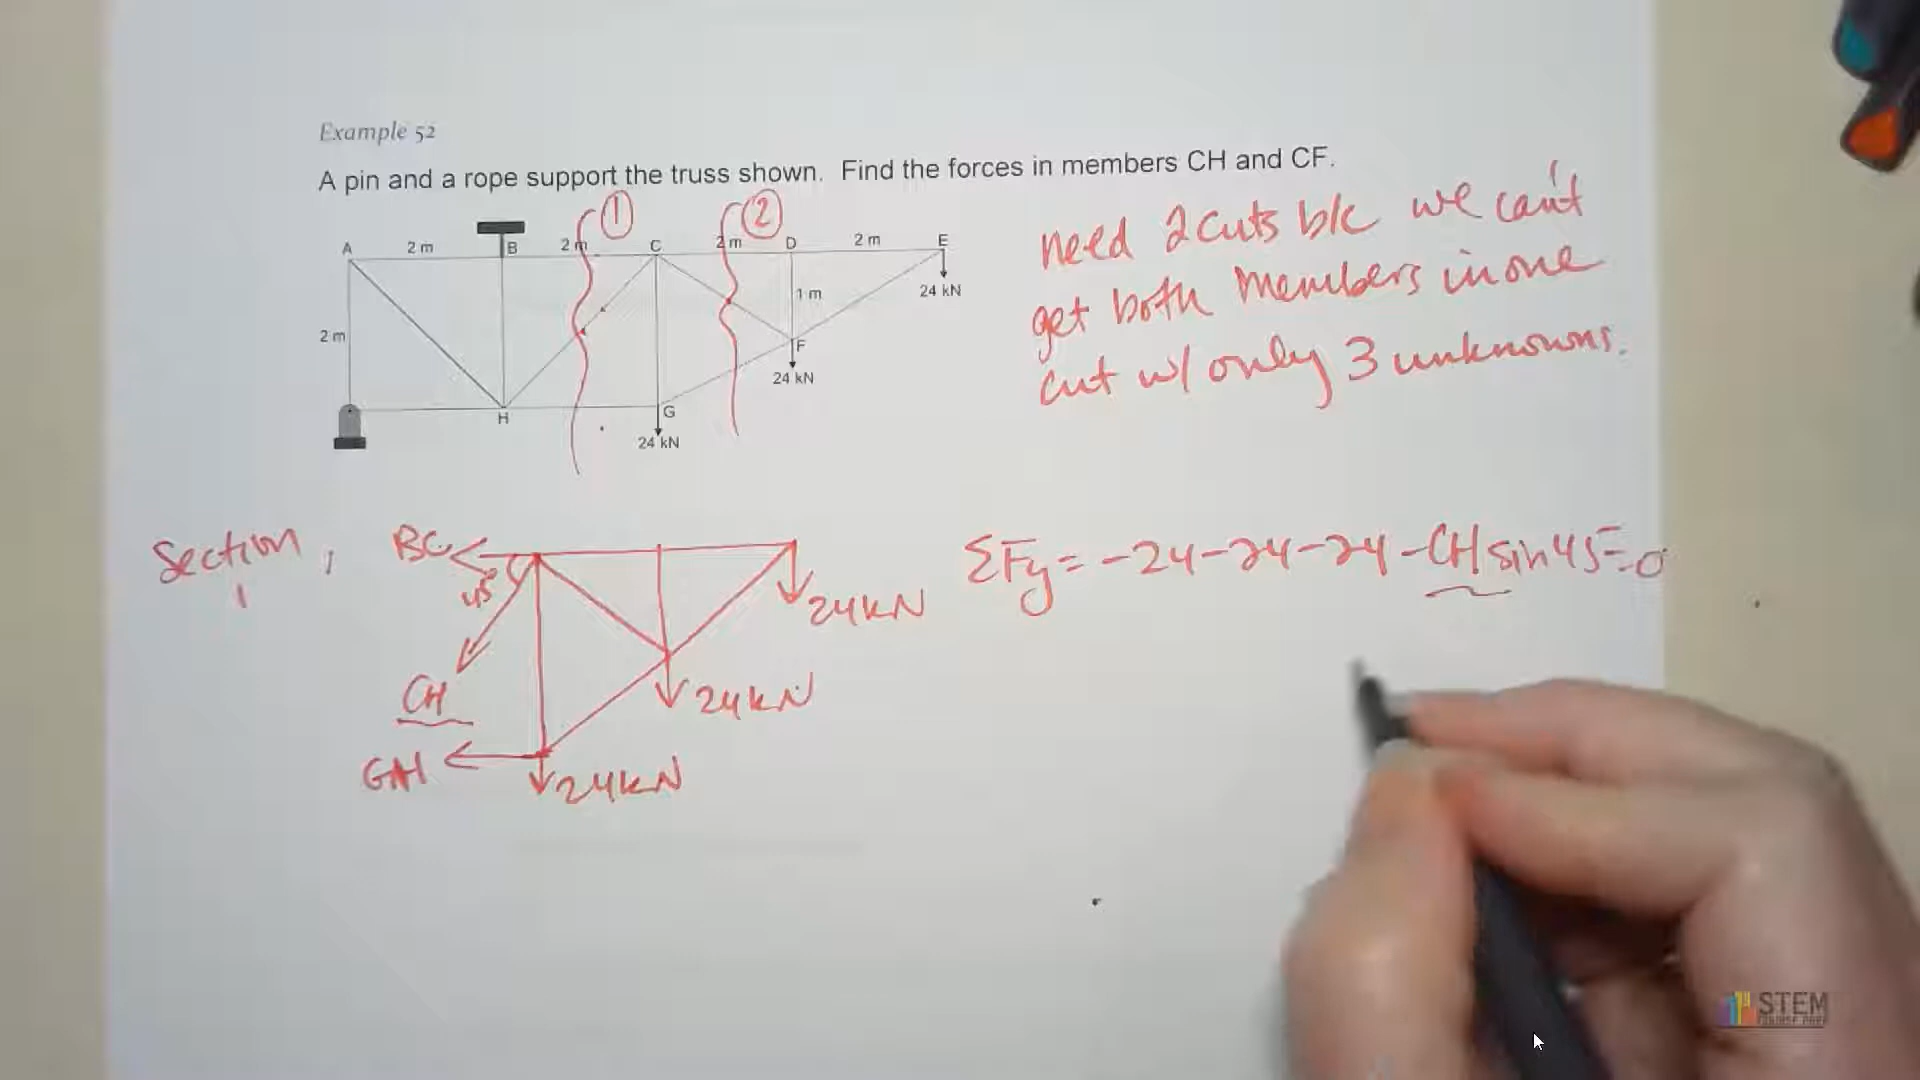 Example 52
A pin and a rope support the truss shown. Find the forces in members CH and CF.
1
2
A
2 m
B
2 m
C
2 m
D
2 m
E
need 2 cuts b/c we can't
get both members in one
cut w/ only 3 unknowns.
1 m
24 kN
2 m
F
24 kN
H
G
24 kN
Section 1
BC
45
24kN
ΣFy = -24-24-24-CH sin45=0
CH
24kN
GH
24kN
STEM
COURSE PREP